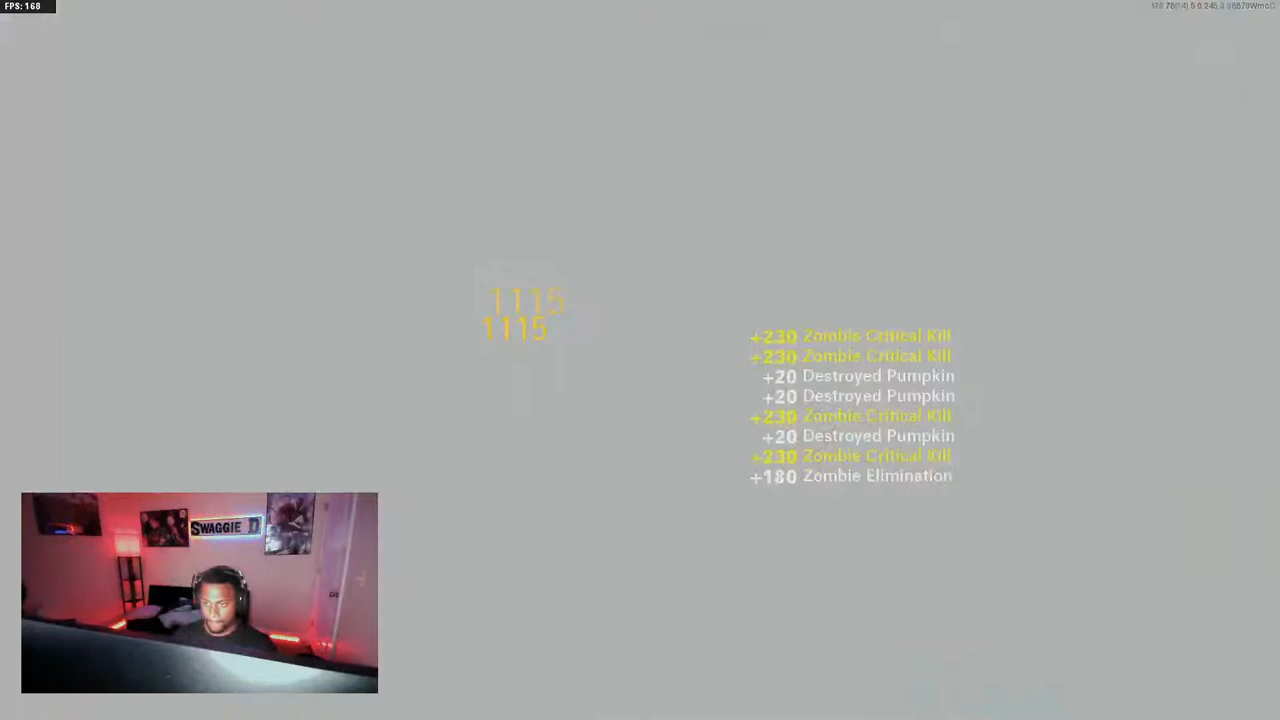 FPS: 168
1115
1115
+230 Zombie Critical Kill
+230 Zombie Critical Kill
+20 Destroyed Pumpkin
+20 Destroyed Pumpkin
+230 Zombie Critical Kill
+20 Destroyed Pumpkin
+230 Zombie Critical Kill
+180 Zombie Elimination
SWAGGIE D